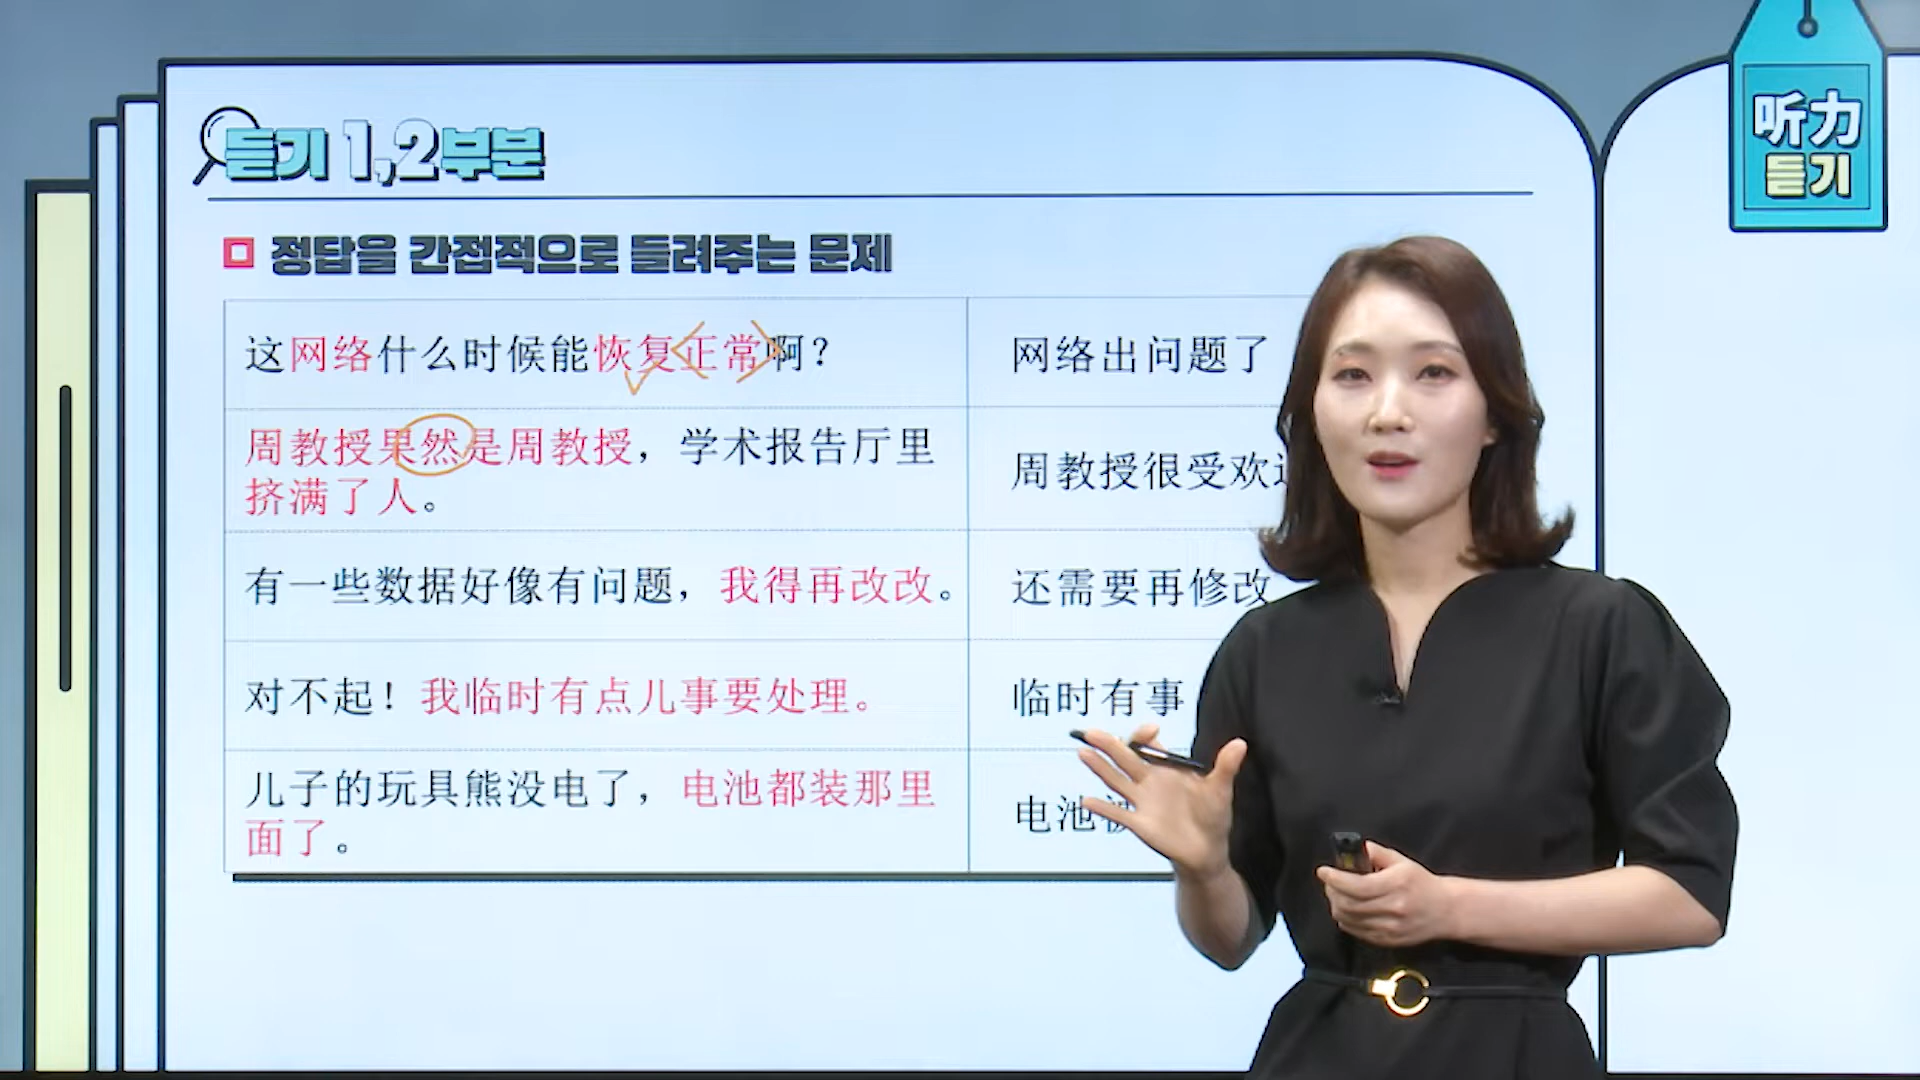 听力
듣기
듣기 1,2부분
정답을 간접적으로 들려주는 문제
这网络什么时候能恢复正常啊？
网络出问题了
周教授果然是周教授，学术报告厅里
挤满了人。
周教授很受欢
有一些数据好像有问题，我得再改改。
还需要再修改
对不起！我临时有点儿事要处理。
临时有事
儿子的玩具熊没电了，电池都装那里
面了。
电池